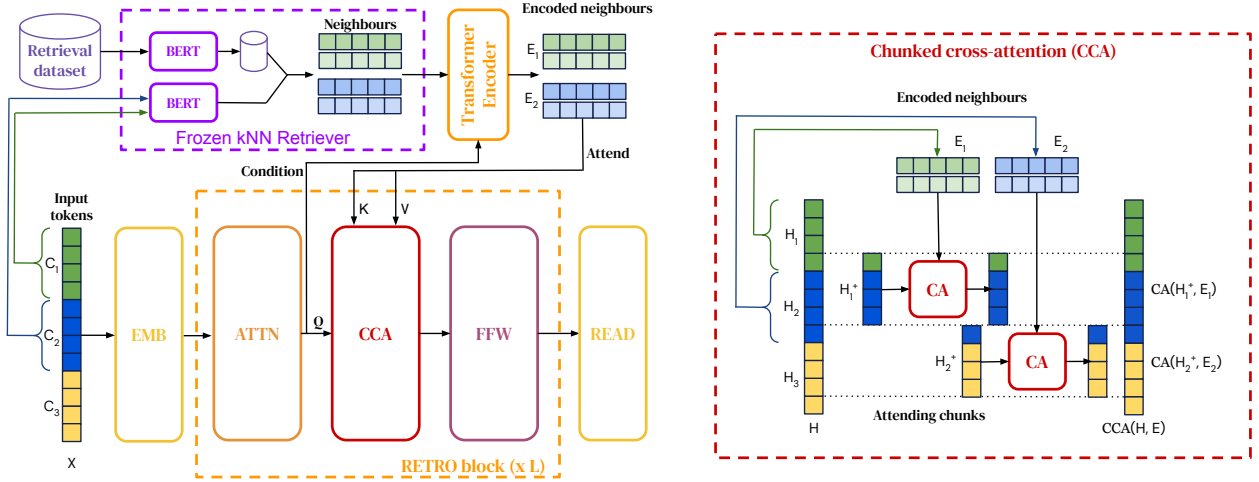 Encoded neighbours
Neighbours
Retrieval
dataset
BERT
BERT
Frozen kNN Retriever
Transformer
Encoder
E1
E2
Condition
Attend
Input
tokens
K
V
C1
C2
C3
X
EMB
ATTN
Q
CCA
FFW
READ
RETRO block (x L)
Chunked cross-attention (CCA)
Encoded neighbours
E1
E2
H1
H2
H3
H
H1+
CA
H2+
CA
Attending chunks
CA(H1+, E1)
CA(H2+, E2)
CCA(H, E)